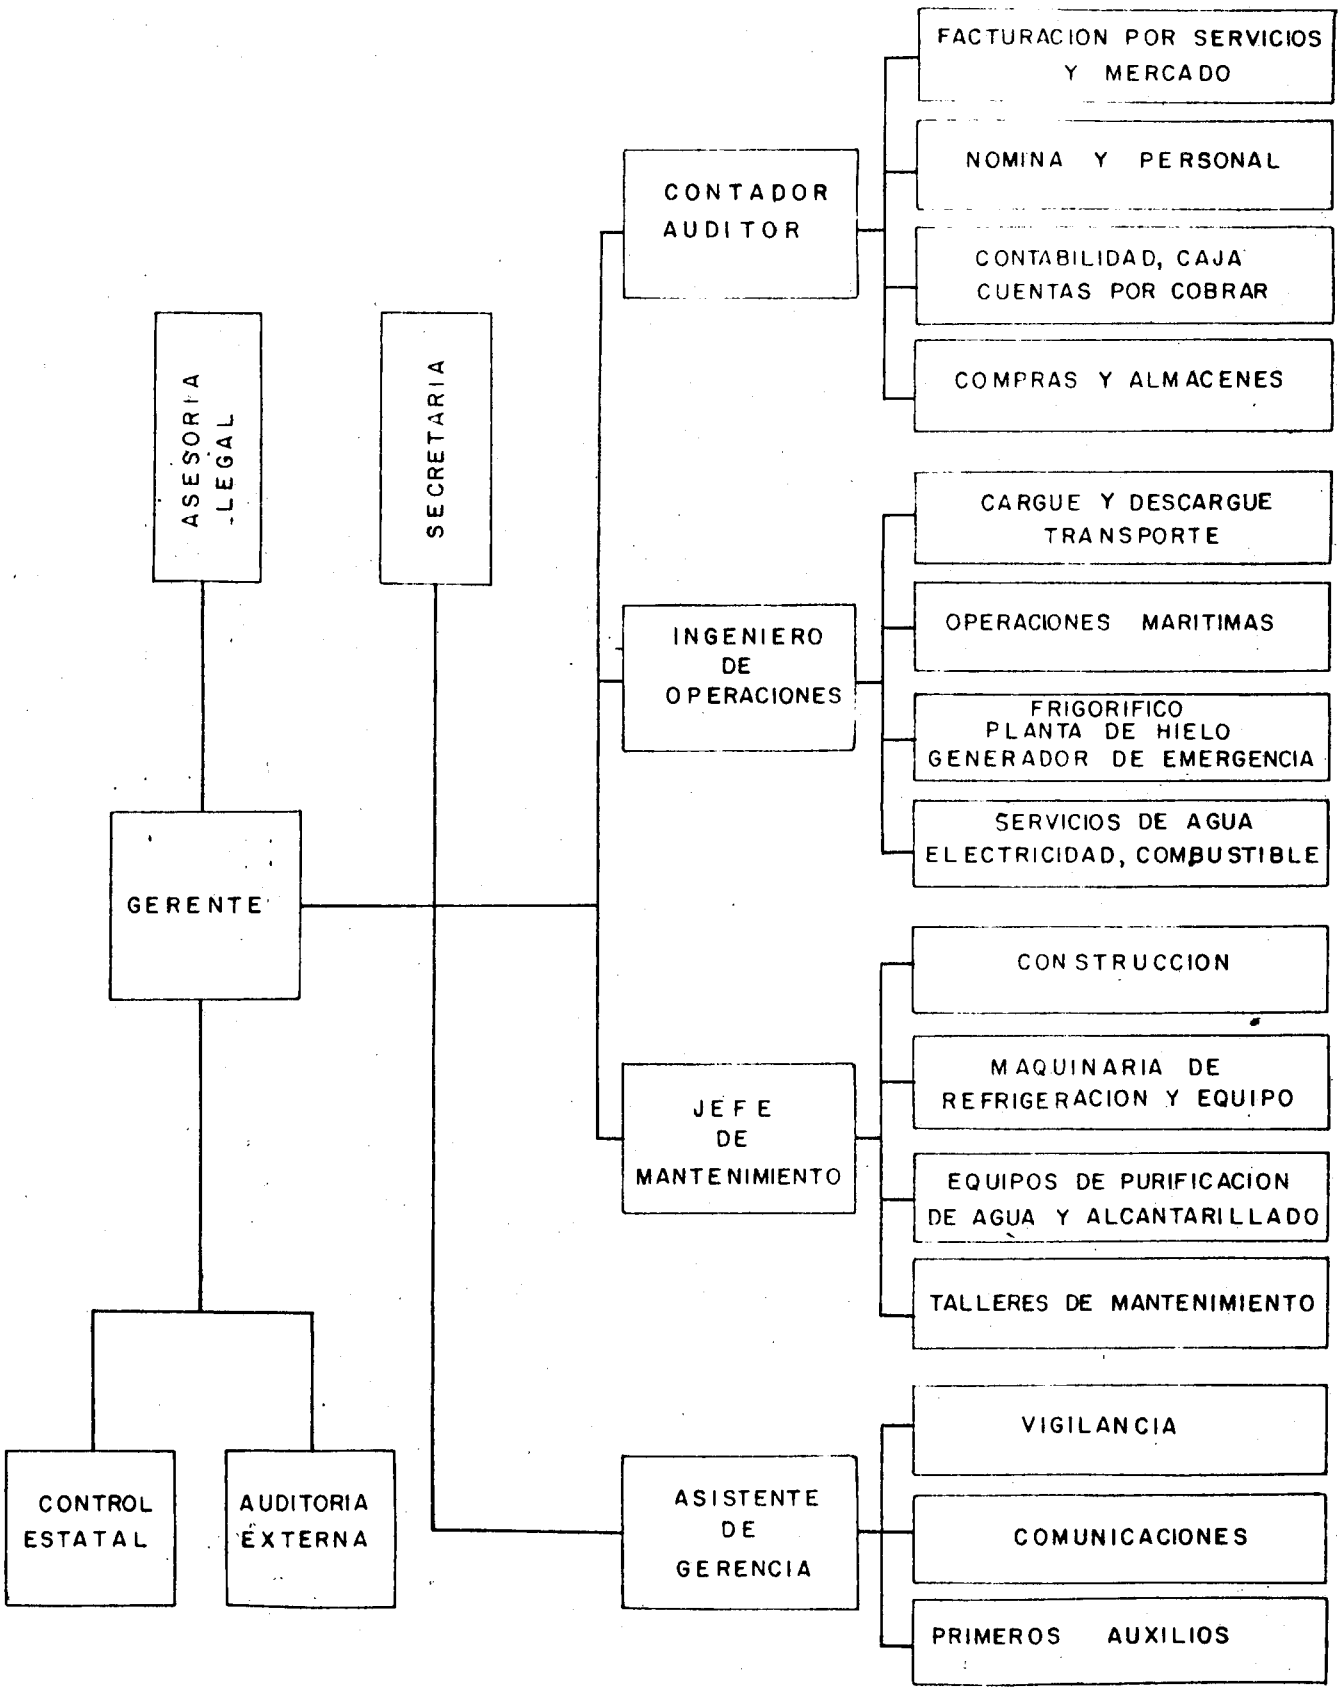 ASESORIA
LEGAL
SECRETARIA
GERENTE
CONTROL
ESTATAL
AUDITORIA
EXTERNA
CONTADOR
AUDITOR
FACTURACION POR SERVICIOS
Y MERCADO
NOMINA Y PERSONAL
CONTABILIDAD, CAJA
CUENTAS POR COBRAR
COMPRAS Y ALMACENES
INGENIERO
DE
OPERACIONES
CARGUE Y DESCARGUE
TRANSPORTE
OPERACIONES MARITIMAS
FRIGORIFICO
PLANTA DE HIELO
GENERADOR DE EMERGENCIA
SERVICIOS DE AGUA
ELECTRICIDAD, COMBUSTIBLE
JEFE
DE
MANTENIMIENTO
CONSTRUCCION
MAQUINARIA DE
REFRIGERACION Y EQUIPO
EQUIPOS DE PURIFICACION
DE AGUA Y ALCANTARILLADO
TALLERES DE MANTENIMIENTO
ASISTENTE
DE
GERENCIA
VIGILANCIA
COMUNICACIONES
PRIMEROS AUXILIOS